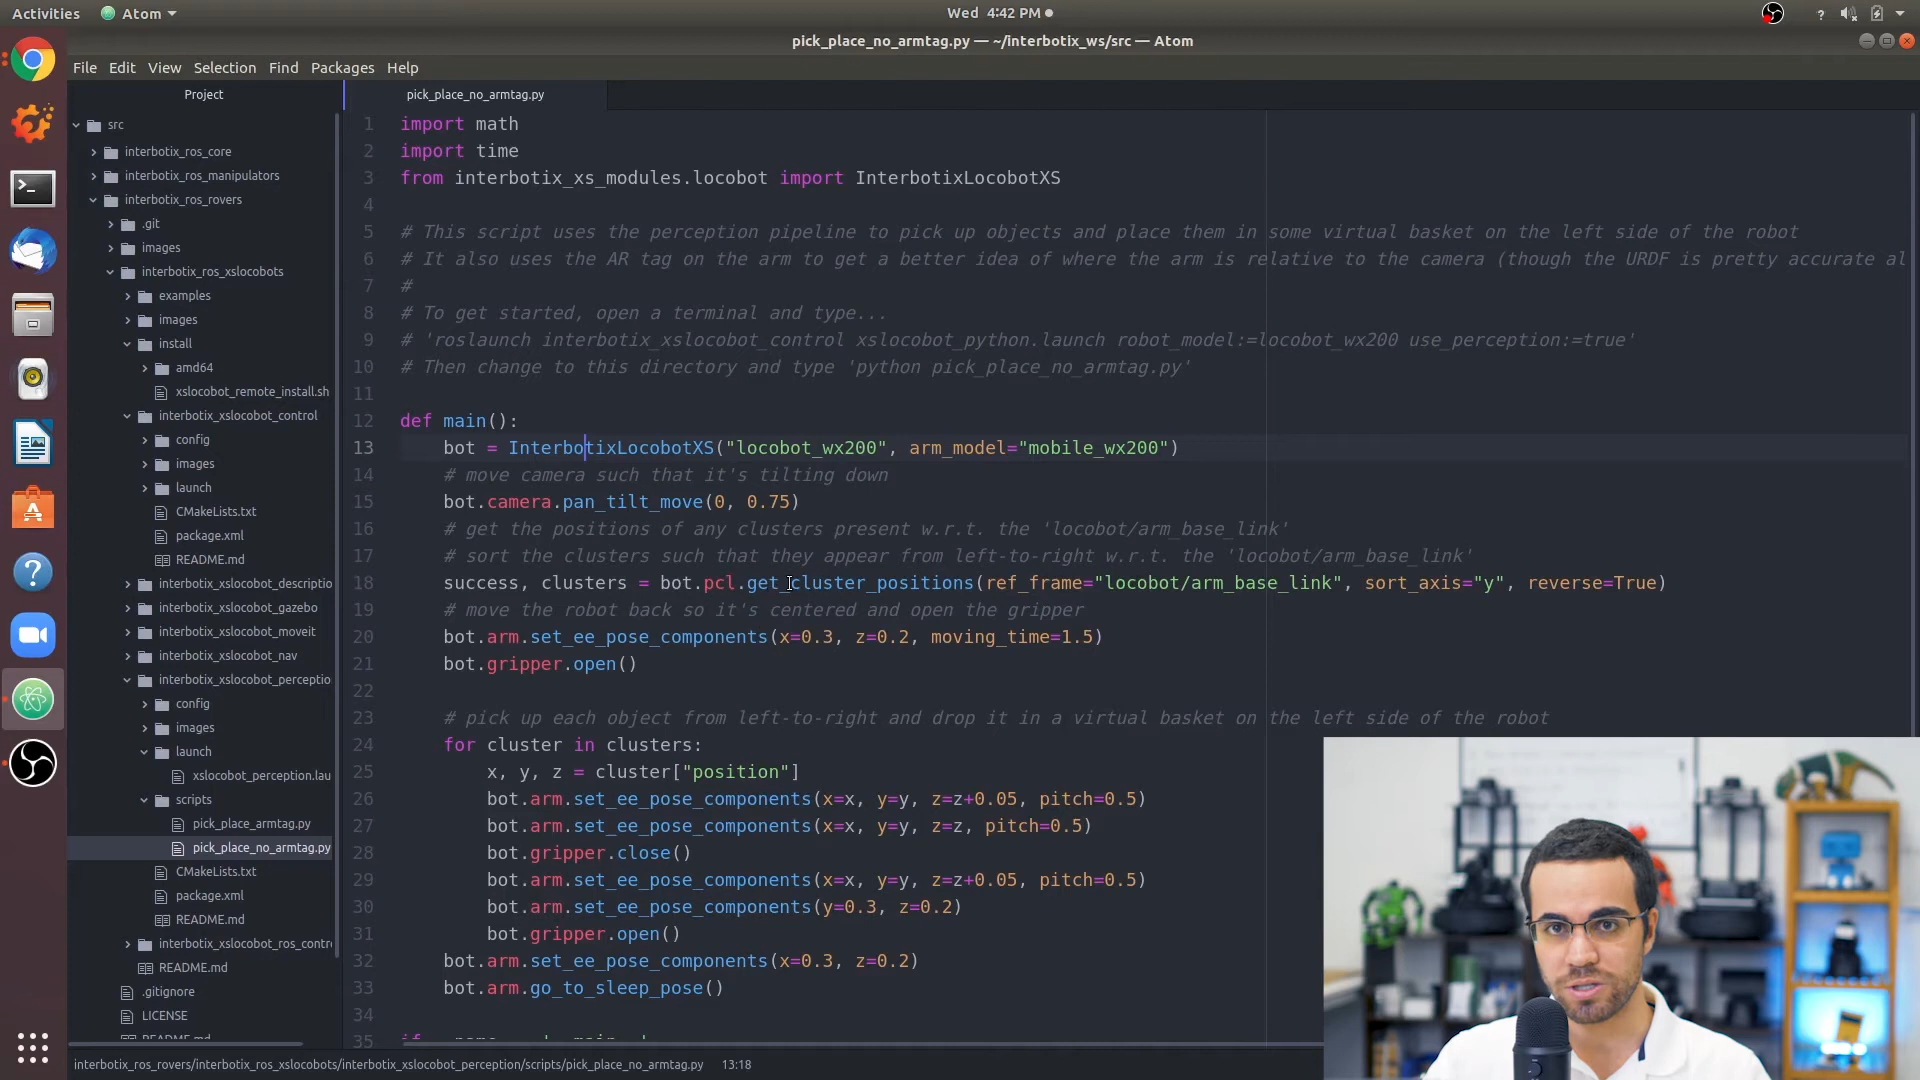 Activities
Atom
Wed 4:42 PM
?
pick_place_no_armtag.py — ~/interbotix_ws/src — Atom
File Edit View Selection Find Packages Help
Project
src
interbotix_ros_core
interbotix_ros_manipulators
interbotix_ros_rovers
.git
images
interbotix_ros_xslocobots
examples
images
install
amd64
xslocobot_remote_install.sh
interbotix_xslocobot_control
config
images
launch
CMakeLists.txt
package.xml
README.md
interbotix_xslocobot_descriptio
interbotix_xslocobot_gazebo
interbotix_xslocobot_moveit
interbotix_xslocobot_nav
interbotix_xslocobot_perceptio
config
images
launch
xslocobot_perception.lau
scripts
pick_place_armtag.py
pick_place_no_armtag.py
CMakeLists.txt
package.xml
README.md
interbotix_xslocobot_ros_contr
README.md
.gitignore
LICENSE
README.md
pick_place_no_armtag.py
1 import math
2 import time
3 from interbotix_xs_modules.locobot import InterbotixLocobotXS
4
5 # This script uses the perception pipeline to pick up objects and place them in some virtual basket on the left side of the robot
6 # It also uses the AR tag on the arm to get a better idea of where the arm is relative to the camera (though the URDF is pretty accurate al
7 #
8 # To get started, open a terminal and type...
9 # 'roslaunch interbotix_xslocobot_control xslocobot_python.launch robot_model:=locobot_wx200 use_perception:=true'
10 # Then change to this directory and type 'python pick_place_no_armtag.py'
11
12 def main():
13 bot = InterbotixLocobotXS("locobot_wx200", arm_model="mobile_wx200")
14 # move camera such that it's tilting down
15 bot.camera.pan_tilt_move(0, 0.75)
16 # get the positions of any clusters present w.r.t. the 'locobot/arm_base_link'
17 # sort the clusters such that they appear from left-to-right w.r.t. the 'locobot/arm_base_link'
18 success, clusters = bot.pcl.get_cluster_positions(ref_frame="locobot/arm_base_link", sort_axis="y", reverse=True)
19 # move the robot back so it's centered and open the gripper
20 bot.arm.set_ee_pose_components(x=0.3, z=0.2, moving_time=1.5)
21 bot.gripper.open()
22
23 # pick up each object from left-to-right and drop it in a virtual basket on the left side of the robot
24 for cluster in clusters:
25 x, y, z = cluster["position"]
26 bot.arm.set_ee_pose_components(x=x, y=y, z=z+0.05, pitch=0.5)
27 bot.arm.set_ee_pose_components(x=x, y=y, z=z, pitch=0.5)
28 bot.gripper.close()
29 bot.arm.set_ee_pose_components(x=x, y=y, z=z+0.05, pitch=0.5)
30 bot.arm.set_ee_pose_components(y=0.3, z=0.2)
31 bot.gripper.open()
32 bot.arm.set_ee_pose_components(x=0.3, z=0.2)
33 bot.arm.go_to_sleep_pose()
34
35
interbotix_ros_rovers/interbotix_ros_xslocobots/interbotix_xslocobot_perception/scripts/pick_place_no_armtag.py 13:18